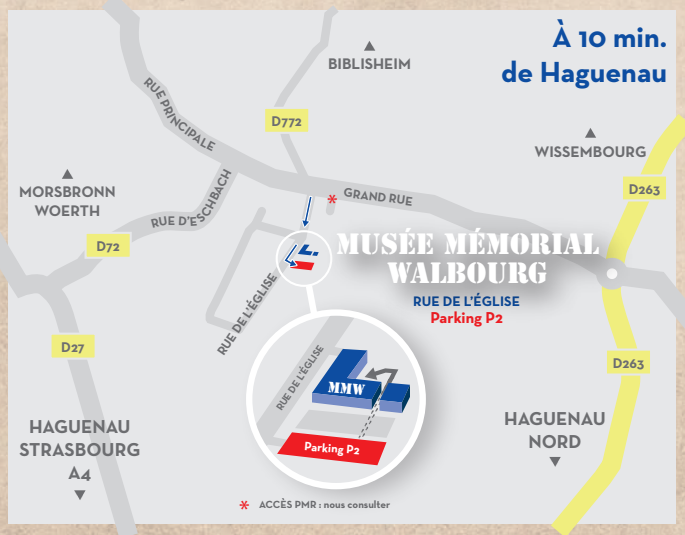 À 10 min.
de Haguenau
BIBLISHEIM
RUE PRINCIPALE
D772
WISSEMBOURG
D263
MORSBRONN
WOERTH
RUE D'ESCHBACH
GRAND RUE
*
D72
MUSÉE MÉMORIAL
WALBOURG
RUE DE L'ÉGLISE
Parking P2
RUE DE L'ÉGLISE
D27
D263
RUE DE L'ÉGLISE
MMW
Parking P2
HAGUENAU
STRASBOURG
A4
HAGUENAU
NORD
* ACCÈS PMR : nous consulter